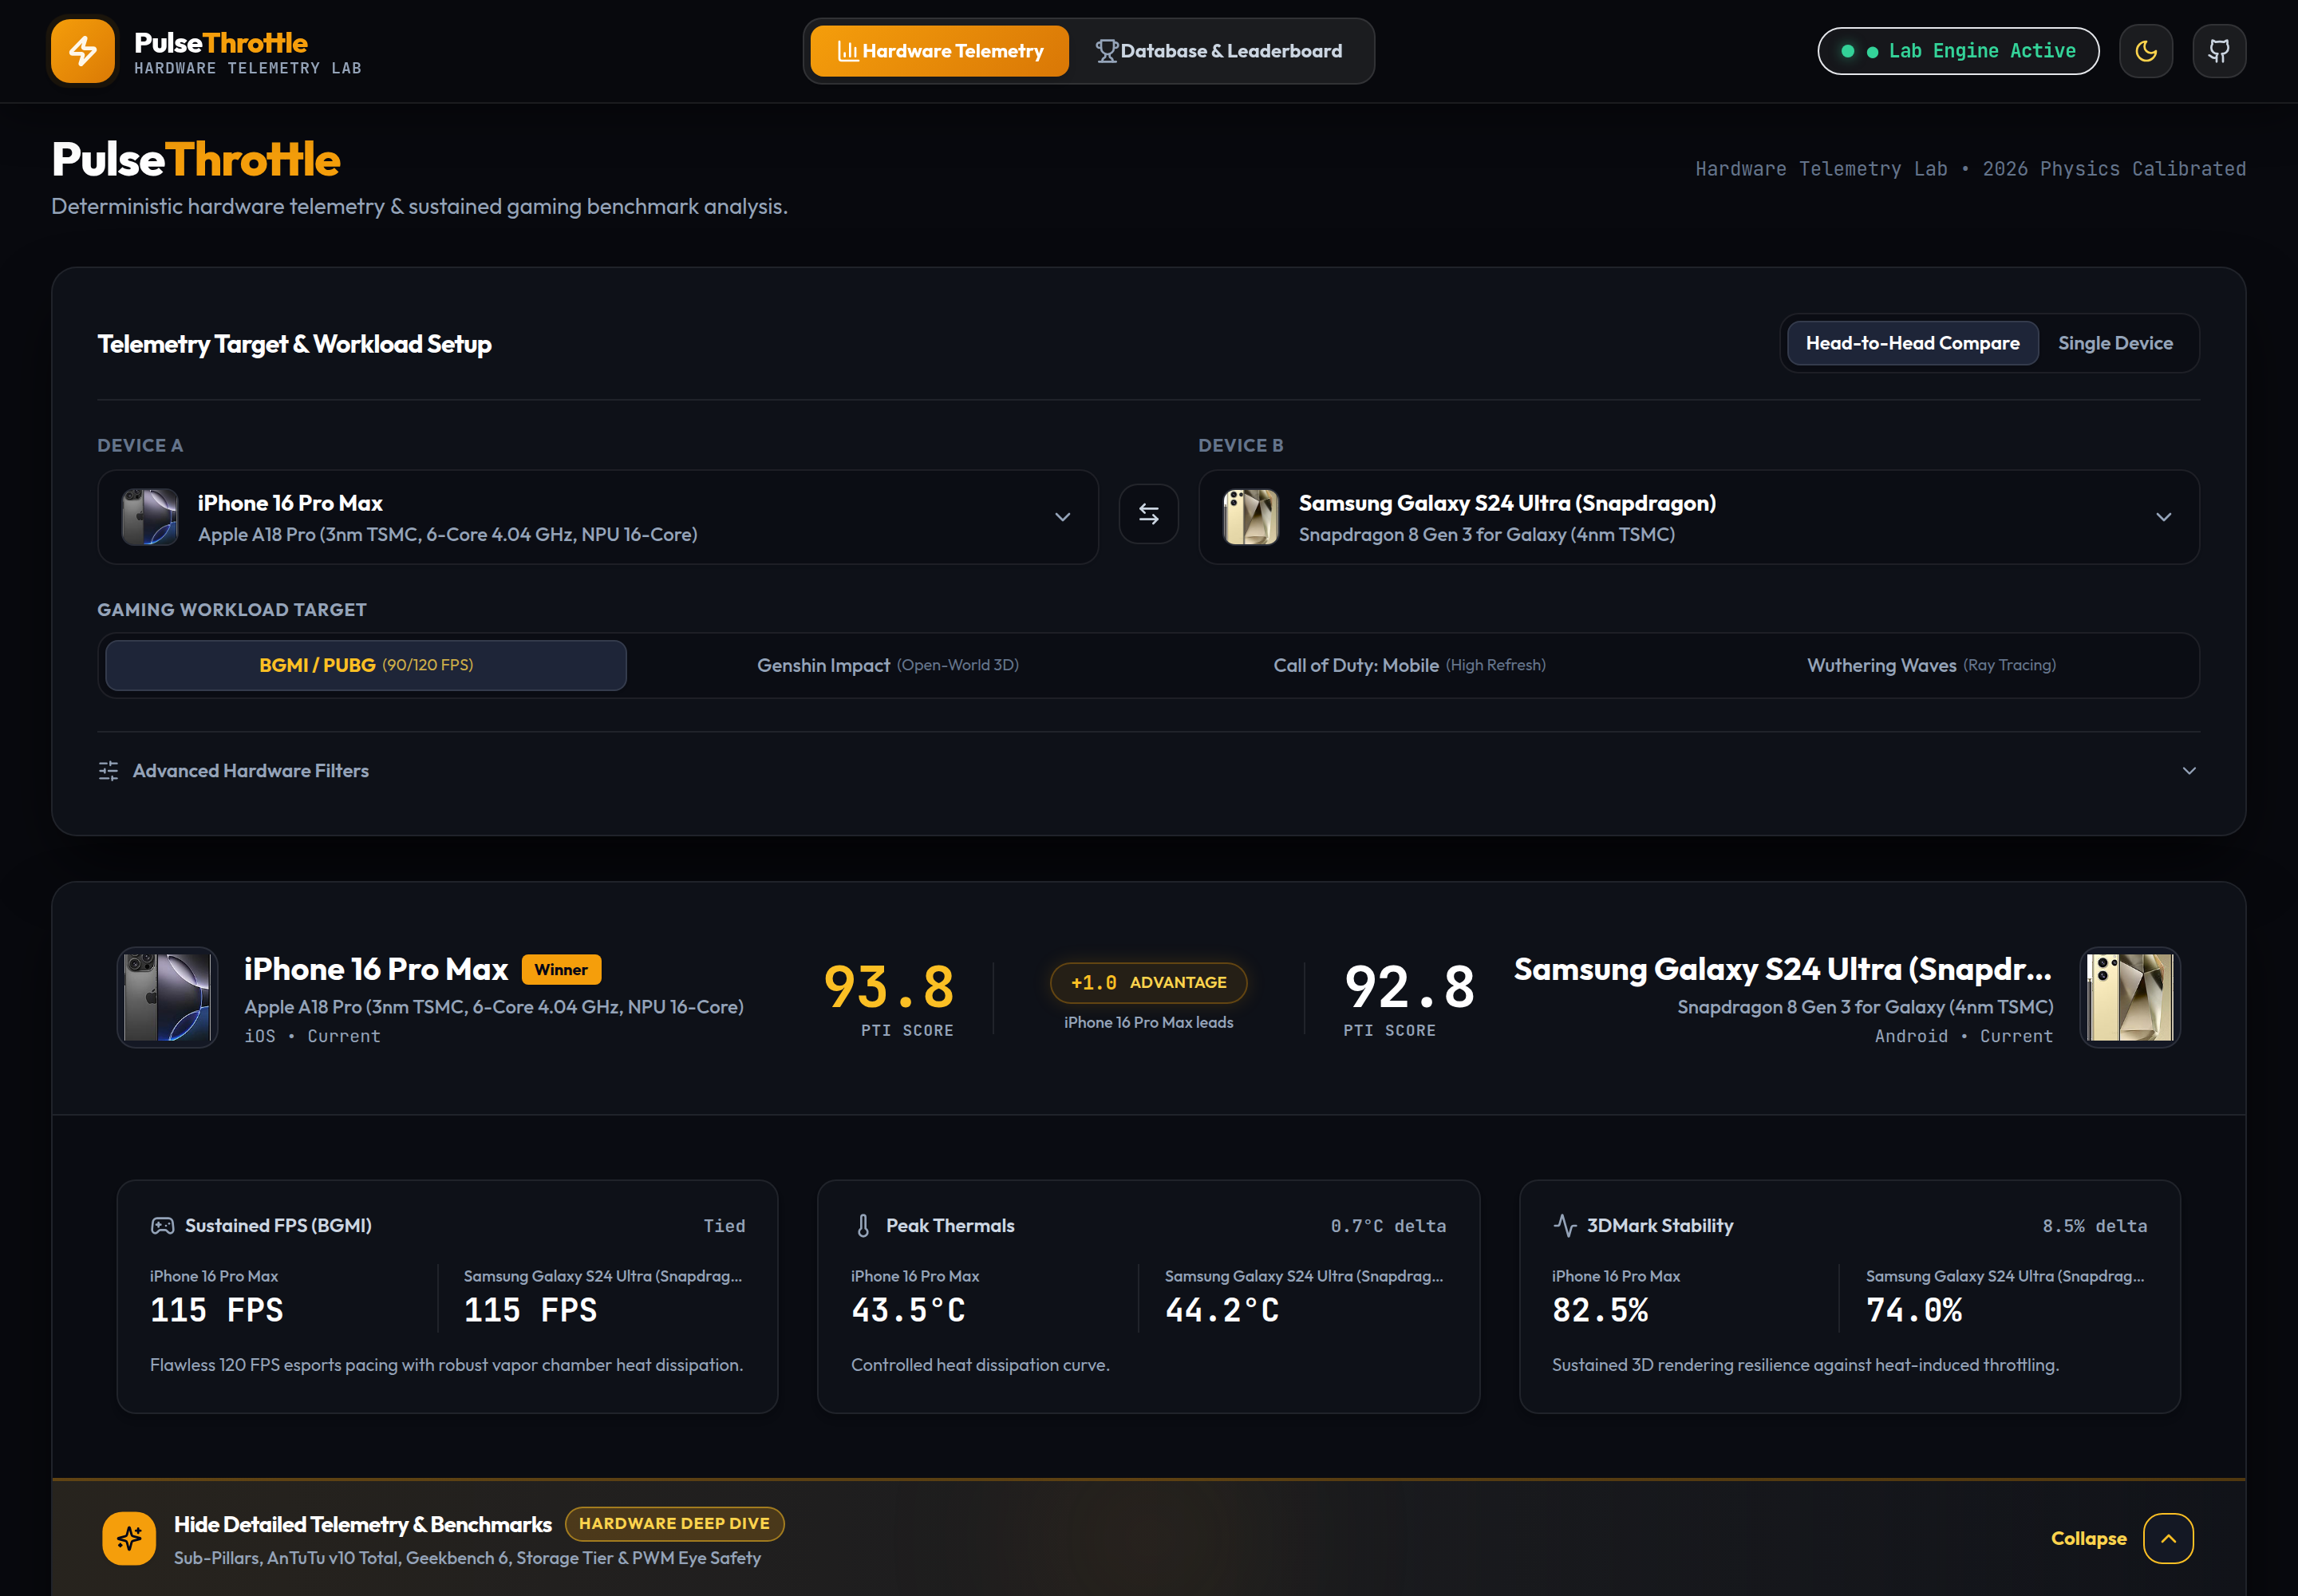 PulseThrottle
HARDWARE TELEMETRY LAB
Hardware Telemetry
Database & Leaderboard
Lab Engine Active
PulseThrottle
Deterministic hardware telemetry & sustained gaming benchmark analysis.
Hardware Telemetry Lab • 2026 Physics Calibrated
Telemetry Target & Workload Setup
Head-to-Head Compare
Single Device
DEVICE A
iPhone 16 Pro Max
Apple A18 Pro (3nm TSMC, 6-Core 4.04 GHz, NPU 16-Core)
DEVICE B
Samsung Galaxy S24 Ultra (Snapdragon)
Snapdragon 8 Gen 3 for Galaxy (4nm TSMC)
GAMING WORKLOAD TARGET
BGMI / PUBG (90/120 FPS)
Genshin Impact (Open-World 3D)
Call of Duty: Mobile (High Refresh)
Wuthering Waves (Ray Tracing)
Advanced Hardware Filters
iPhone 16 Pro Max Winner
Apple A18 Pro (3nm TSMC, 6-Core 4.04 GHz, NPU 16-Core)
iOS • Current
93.8
PTI SCORE
+1.0 ADVANTAGE
iPhone 16 Pro Max leads
92.8
PTI SCORE
Samsung Galaxy S24 Ultra (Snapdr...
Snapdragon 8 Gen 3 for Galaxy (4nm TSMC)
Android • Current
Sustained FPS (BGMI)
Tied
iPhone 16 Pro Max
115 FPS
Samsung Galaxy S24 Ultra (Snapdrag...
115 FPS
Flawless 120 FPS esports pacing with robust vapor chamber heat dissipation.
Peak Thermals
0.7°C delta
iPhone 16 Pro Max
43.5°C
Samsung Galaxy S24 Ultra (Snapdrag...
44.2°C
Controlled heat dissipation curve.
3DMark Stability
8.5% delta
iPhone 16 Pro Max
82.5%
Samsung Galaxy S24 Ultra (Snapdrag...
74.0%
Sustained 3D rendering resilience against heat-induced throttling.
Hide Detailed Telemetry & Benchmarks
HARDWARE DEEP DIVE
Sub-Pillars, AnTuTu v10 Total, Geekbench 6, Storage Tier & PWM Eye Safety
Collapse